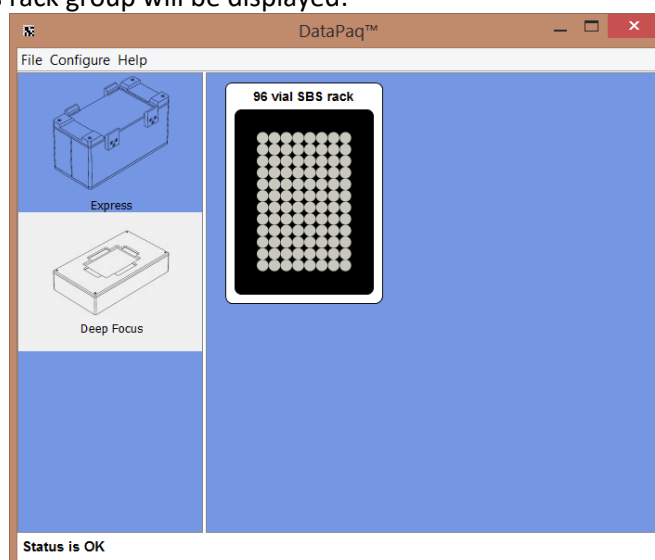 rack group will be displayed:
DataPaq™
File Configure Help
96 vial SBS rack
Express
Deep Focus
Status is OK